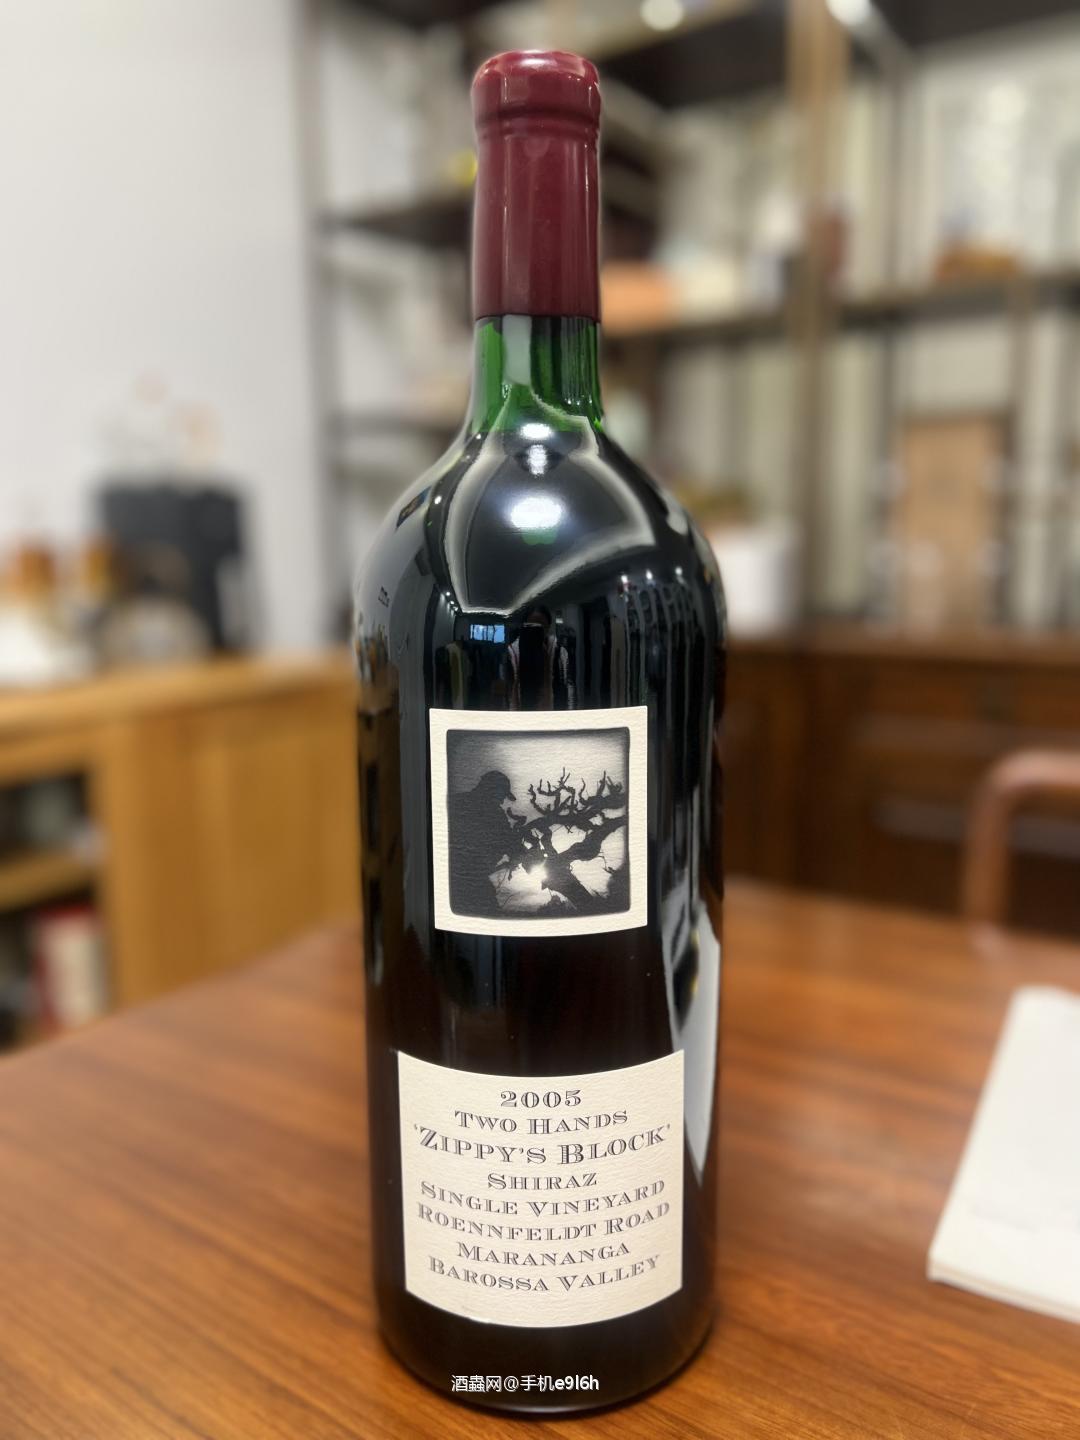 2005
TWO HANDS
'ZIPPY'S BLOCK'
SHIRAZ
SINGLE VINEYARD
ROENNFELDT ROAD
MARANANGA
BAROSSA VALLEY
酒蟲网@手机e9l6h